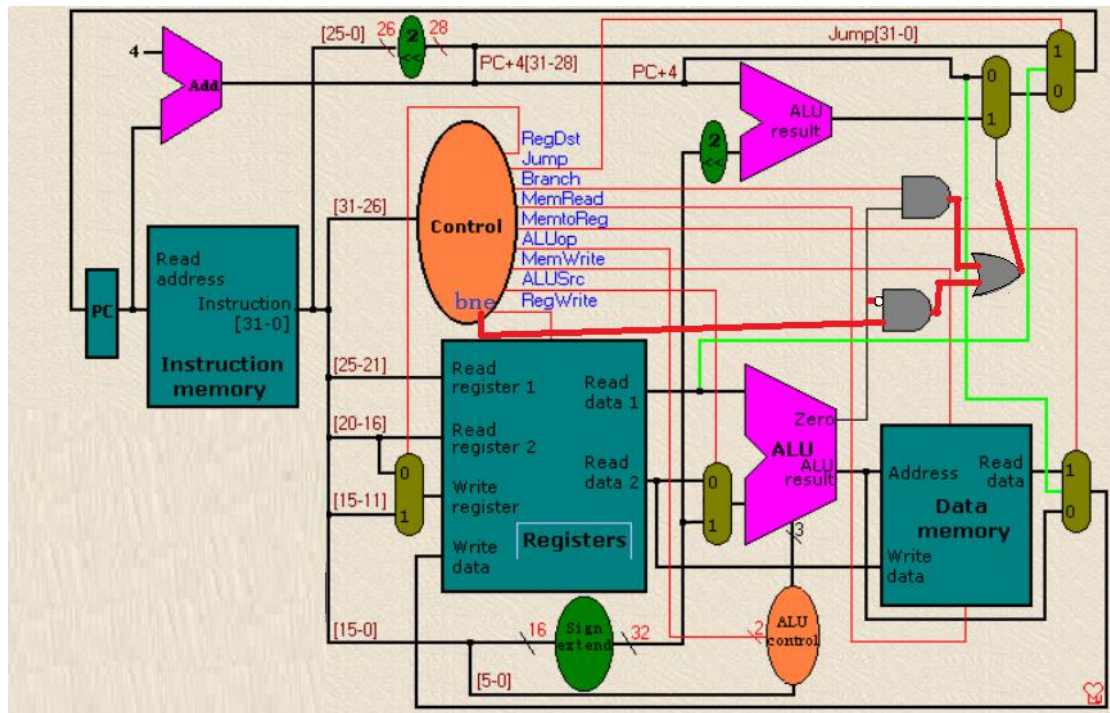 [25-0]
26
2
<<
28
Jump[31-0]
1
0
4
Add
PC+4[31-28]
PC+4
0
1
ALU
result
2
<<
RegDst
Jump
Branch
MemRead
MemtoReg
ALUop
MemWrite
ALUSrc
RegWrite
[31-26]
Control
bne
PC
Read
address
Instruction
[31-0]
Instruction
memory
[25-21]
Read
register 1
Read
data 1
[20-16]
Read
register 2
Read
data 2
0
1
Write
register
[15-11]
Write
data
Registers
0
1
Zero
ALU
ALU
result
3
Address
Read
data
Data
memory
Write
data
1
0
[15-0]
16
Sign
extend
32
2
ALU
control
[5-0]